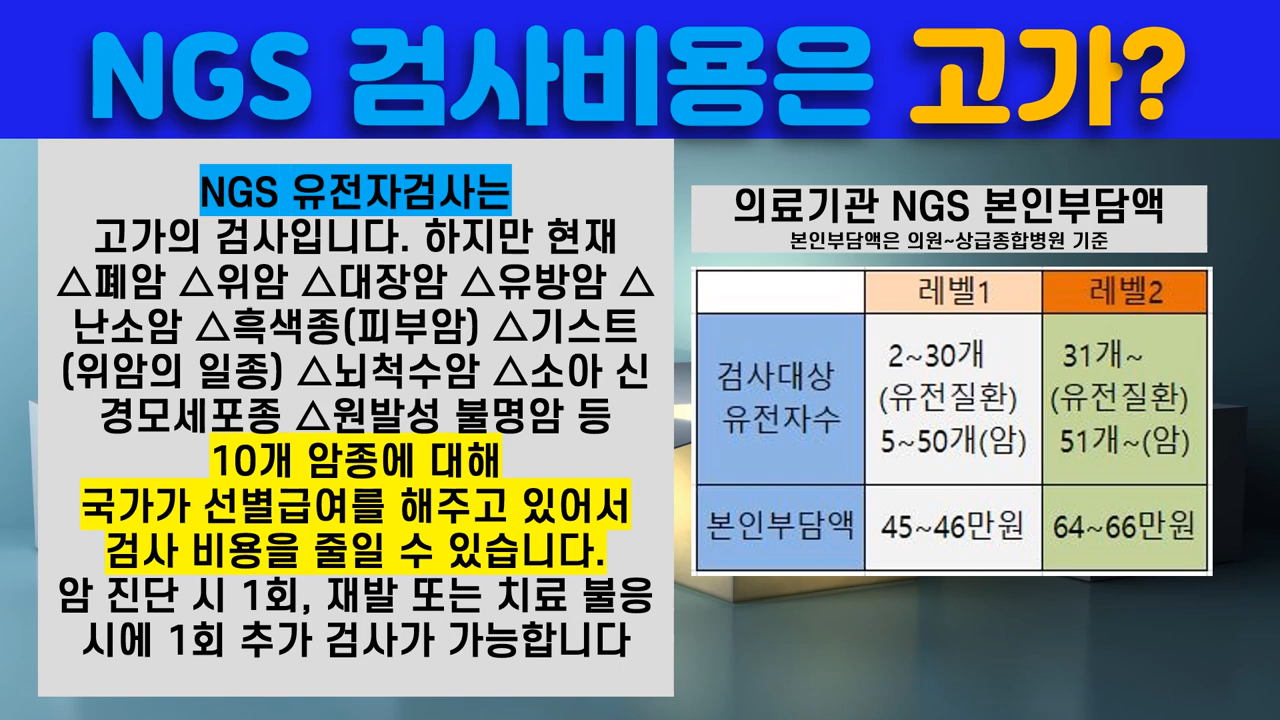 NGS 검사비용은 고가?
NGS 유전자검사는
고가의 검사입니다. 하지만 현재
△폐암 △위암 △대장암 △유방암 △
난소암 △흑색종(피부암) △기스트
(위암의 일종) △뇌척수암 △소아 신
경모세포종 △원발성 불명암 등
10개 암종에 대해
국가가 선별급여를 해주고 있어서
검사 비용을 줄일 수 있습니다.
암 진단 시 1회, 재발 또는 치료 불응
시에 1회 추가 검사가 가능합니다
의료기관 NGS 본인부담액
본인부담액은 의원~상급종합병원 기준
레벨1 레벨2
검사대상
유전자수
2~30개
(유전질환)
5~50개(암)
31개~
(유전질환)
51개~(암)
본인부담액 45~46만원 64~66만원